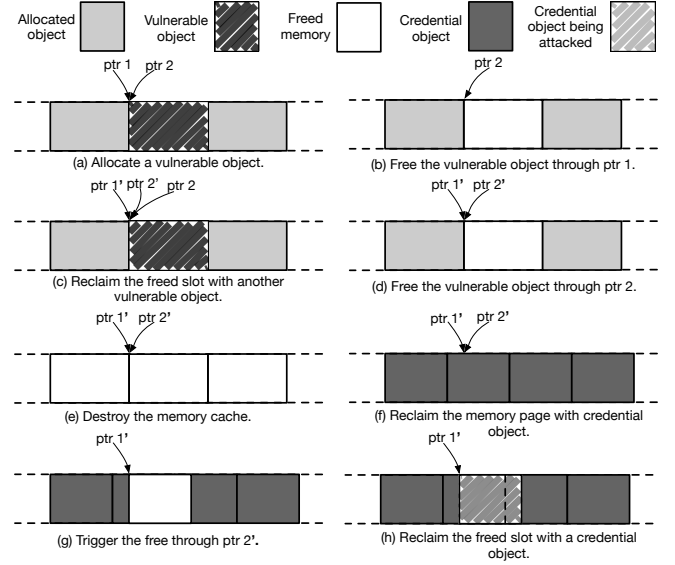 Allocated object
Vulnerable object
Freed memory
Credential object
Credential object being attacked
ptr 1
ptr 2
(a) Allocate a vulnerable object.
ptr 2
(b) Free the vulnerable object through ptr 1.
ptr 1'
ptr 2'
ptr 2
(c) Reclaim the freed slot with another
vulnerable object.
ptr 1'
ptr 2'
(d) Free the vulnerable object through ptr 2.
ptr 1'
ptr 2'
(e) Destroy the memory cache.
ptr 1'
ptr 2'
(f) Reclaim the memory page with credential
object.
ptr 1'
(g) Trigger the free through ptr 2'.
ptr 1'
(h) Reclaim the freed slot with a credential
object.